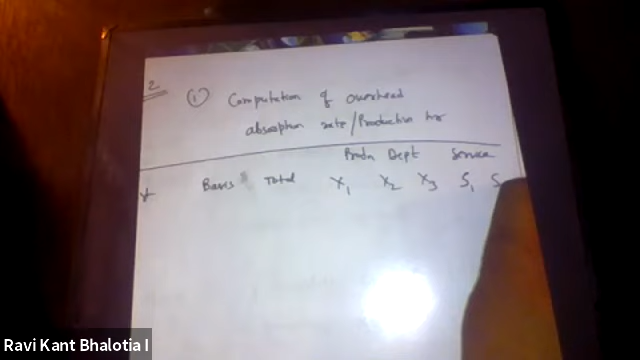 2
(1) Computation of overhead
absorption rate/Production hr
Prodn Dept Service
Basis Total X1 X2 X3 S1 S
Ravi Kant Bhalotia I